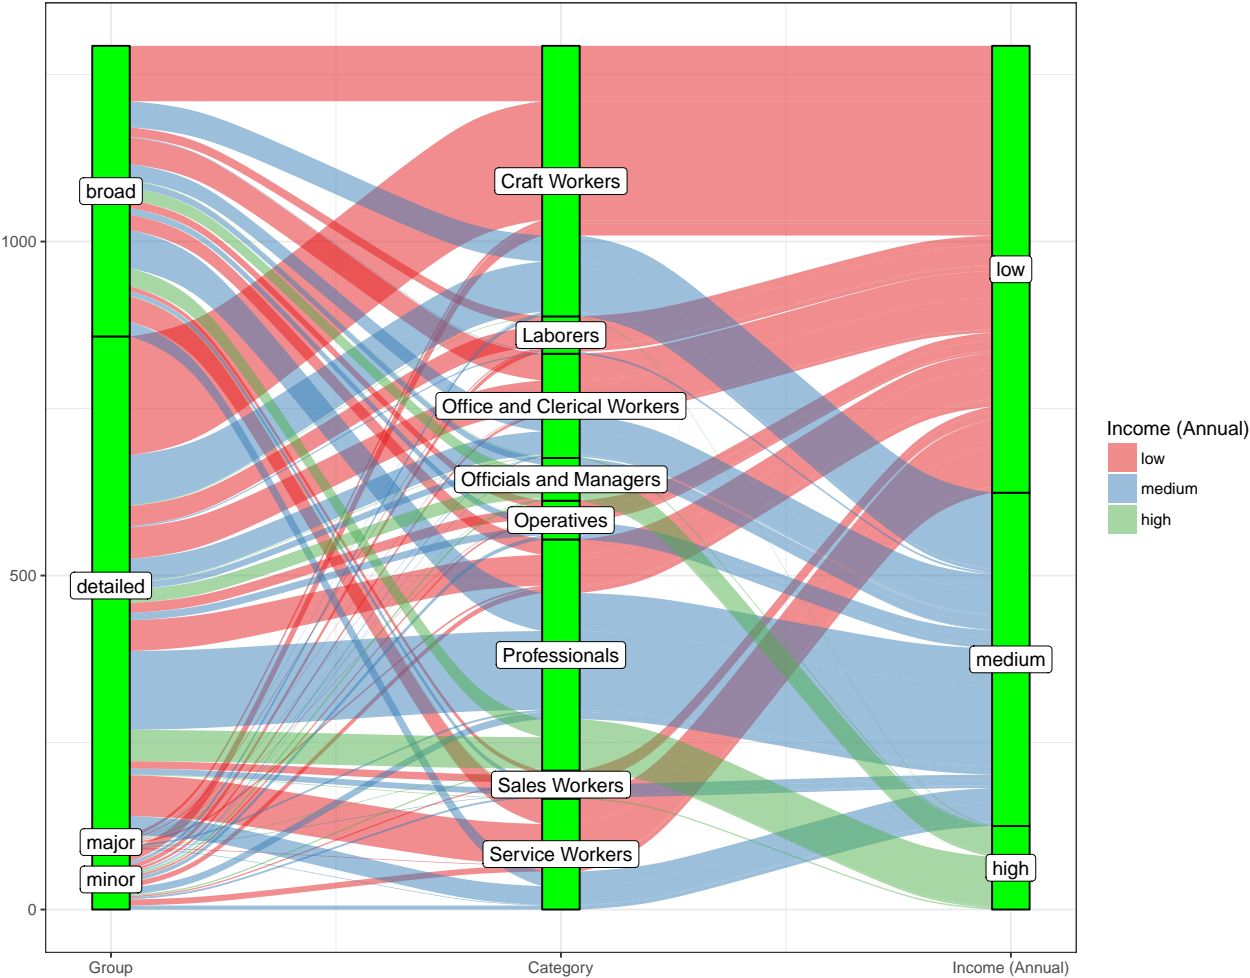 1000
500
0
broad
detailed
major
minor
Craft Workers
Laborers
Office and Clerical Workers
Officials and Managers
Operatives
Professionals
Sales Workers
Service Workers
low
medium
high
Group
Category
Income (Annual)
Income (Annual)
low
medium
high